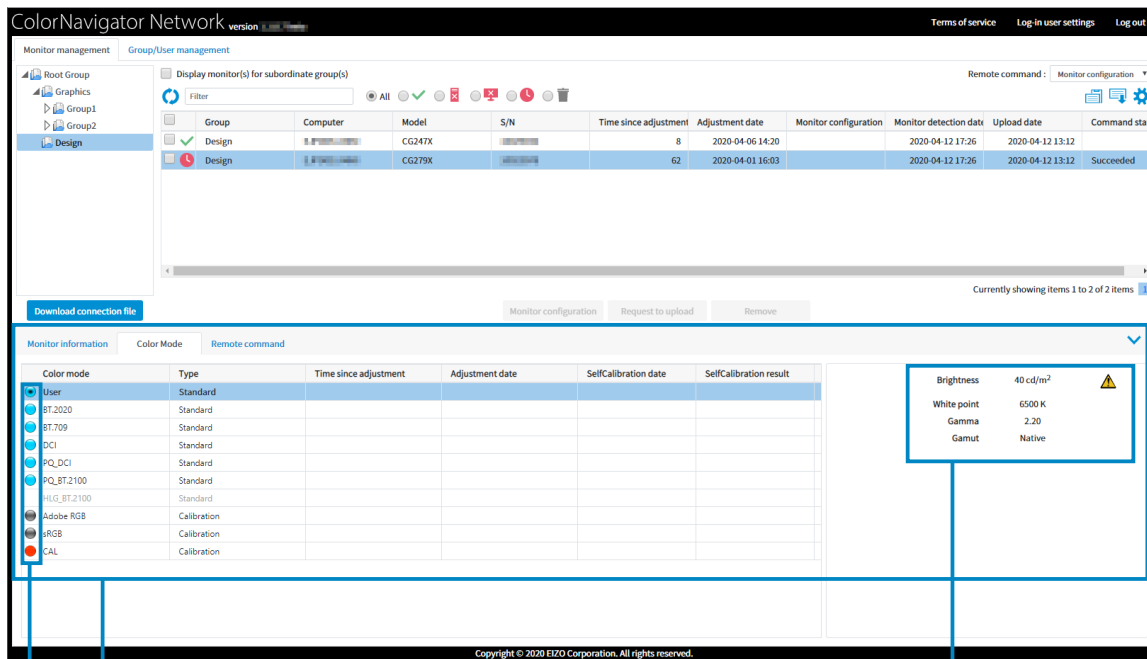 ColorNavigator Network version
Terms of service Log-in user settings Log out
Monitor management Group/User management
Root Group
Graphics
Group1
Group2
Design
Display monitor(s) for subordinate group(s)
Remote command : Monitor configuration
Filter All
Group Computer Model S/N Time since adjustment Adjustment date Monitor configuration Monitor detection date Upload date Command sta
Design CG247X 8 2020-04-06 14:20 2020-04-12 17:26 2020-04-12 13:12
Design CG279X 62 2020-04-01 16:03 2020-04-12 17:26 2020-04-12 13:12 Succeeded
Currently showing items 1 to 2 of 2 items 1
Download connection file Monitor configuration Request to upload Remove
Monitor information Color Mode Remote command
Color mode Type Time since adjustment Adjustment date SelfCalibration date SelfCalibration result
User Standard
BT.2020 Standard
BT.709 Standard
DCI Standard
PQ_DCI Standard
PQ_BT.2100 Standard
HLG_BT.2100 Standard
Adobe RGB Calibration
sRGB Calibration
CAL Calibration
Brightness 40 cd/m²
White point 6500 K
Gamma 2.20
Gamut Native
Copyright © 2020 EIZO Corporation. All rights reserved.